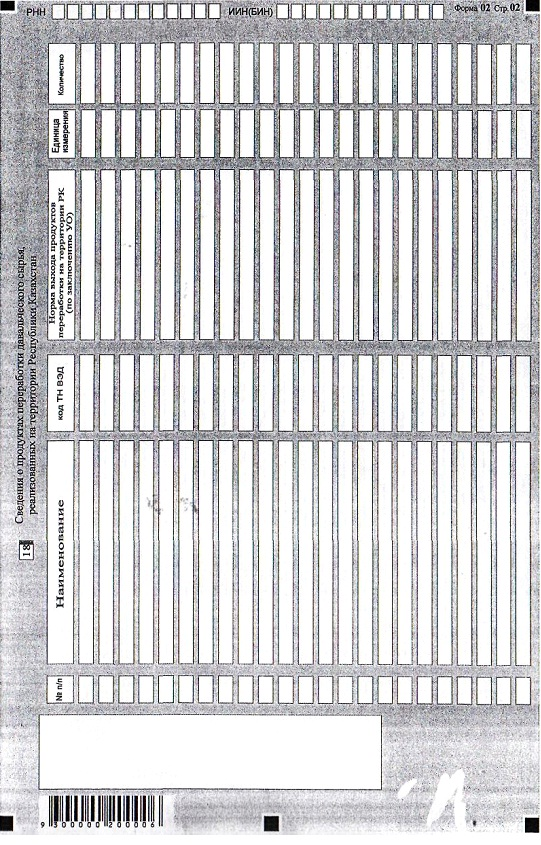 РНН ИИН(БИН) Форма 02 Стр. 02
18 Сведения о продуктах переработки давальческого сырья,
реализованных на территории Республики Казахстан
№ п/п
Наименование
код ТН ВЭД
Норма выхода продуктов
переработки на территории РК
(по заключению УО)
Единица
измерения
Количество
9 300000 200006